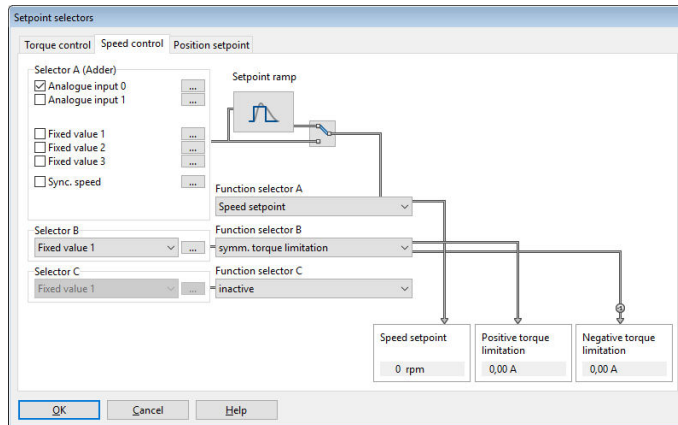 Setpoint selectors
Torque control Speed control Position setpoint
Selector A (Adder)
Analogue input 0 ...
Analogue input 1 ...
Fixed value 1 ...
Fixed value 2 ...
Fixed value 3 ...
Sync. speed ...
Setpoint ramp
Function selector A
Speed setpoint
Selector B
Fixed value 1 ...
Function selector B
symm. torque limitation
Selector C
Fixed value 1 ...
Function selector C
inactive
Speed setpoint
0 rpm
Positive torque
limitation
0,00 A
Negative torque
limitation
0,00 A
OK Cancel Help